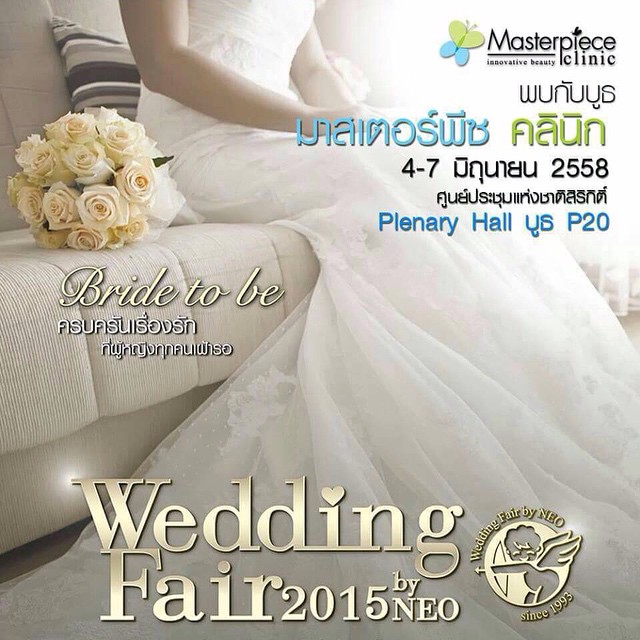 Masterpiece
clinic
innovative beauty
พบกับบูธ
มาสเตอร์พีซ คลินิก
4-7 มิถุนายน 2558
ศูนย์ประชุมแห่งชาติสิริกิติ์
Plenary Hall บูธ P20
Bride to be
ครบครันเรื่องรัก
ที่ผู้หญิงทุกคนเฝ้ารอ
Wedding
Fair 2015 by NEO
Wedding Fair by NEO
since 1993